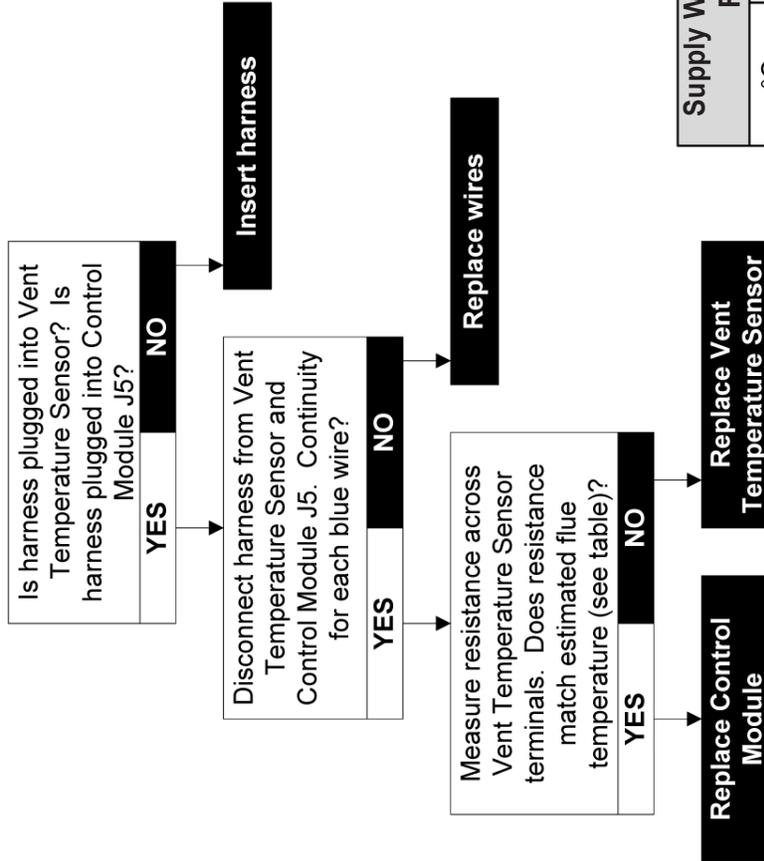 Is harness plugged into Vent
Temperature Sensor? Is
harness plugged into Control
Module J5?
YES
NO
Insert harness
Disconnect harness from Vent
Temperature Sensor and
Control Module J5. Continuity
for each blue wire?
YES
NO
Replace wires
Measure resistance across
Vent Temperature Sensor
terminals. Does resistance
match estimated flue
temperature (see table)?
YES
NO
Replace Control
Module
Replace Vent
Temperature Sensor
Supply W